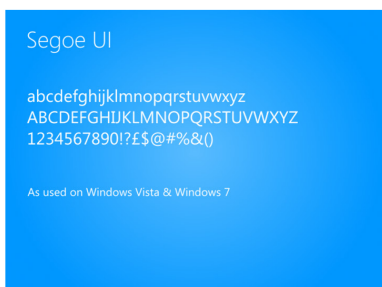 Segoe UI
abcdefghijklmnopqrstuvwxyz
ABCDEFGHIJKLMNOPQRSTUVWXYZ
1234567890!?£$@#%&()
As used on Windows Vista & Windows 7